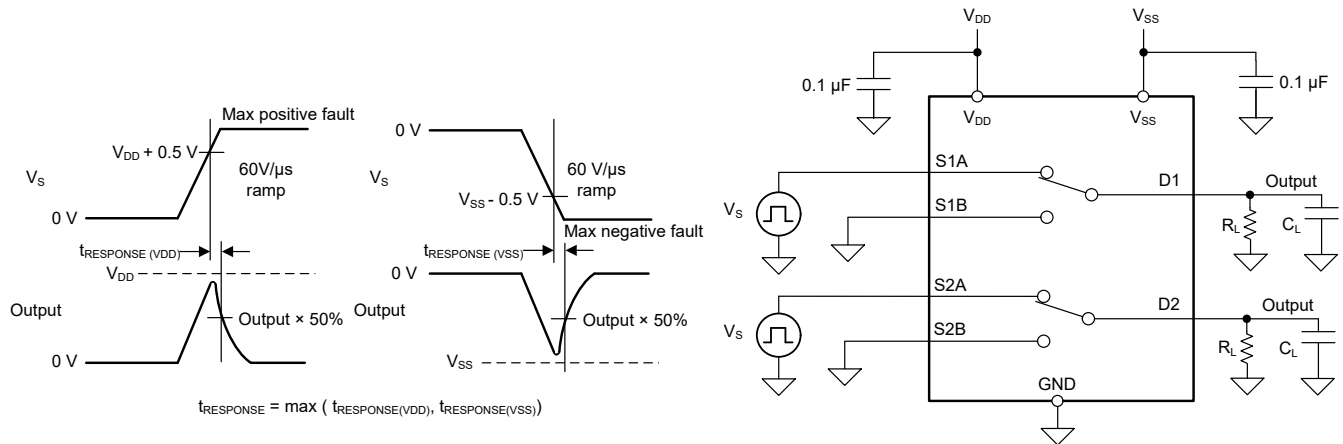 Max positive fault
V_DD + 0.5 V
V_S
60V/µs
ramp
0 V
t_RESPONSE (VDD)
V_DD
Output
Output × 50%
0 V
0 V
V_S
60 V/µs
ramp
V_SS - 0.5 V
Max negative fault
t_RESPONSE (VSS)
0 V
Output
Output × 50%
V_SS
t_RESPONSE = max ( t_RESPONSE(VDD), t_RESPONSE(VSS))
V_DD
V_SS
0.1 µF
0.1 µF
V_DD
V_SS
S1A
D1
Output
V_S
S1B
R_L
C_L
S2A
D2
Output
V_S
S2B
R_L
C_L
GND